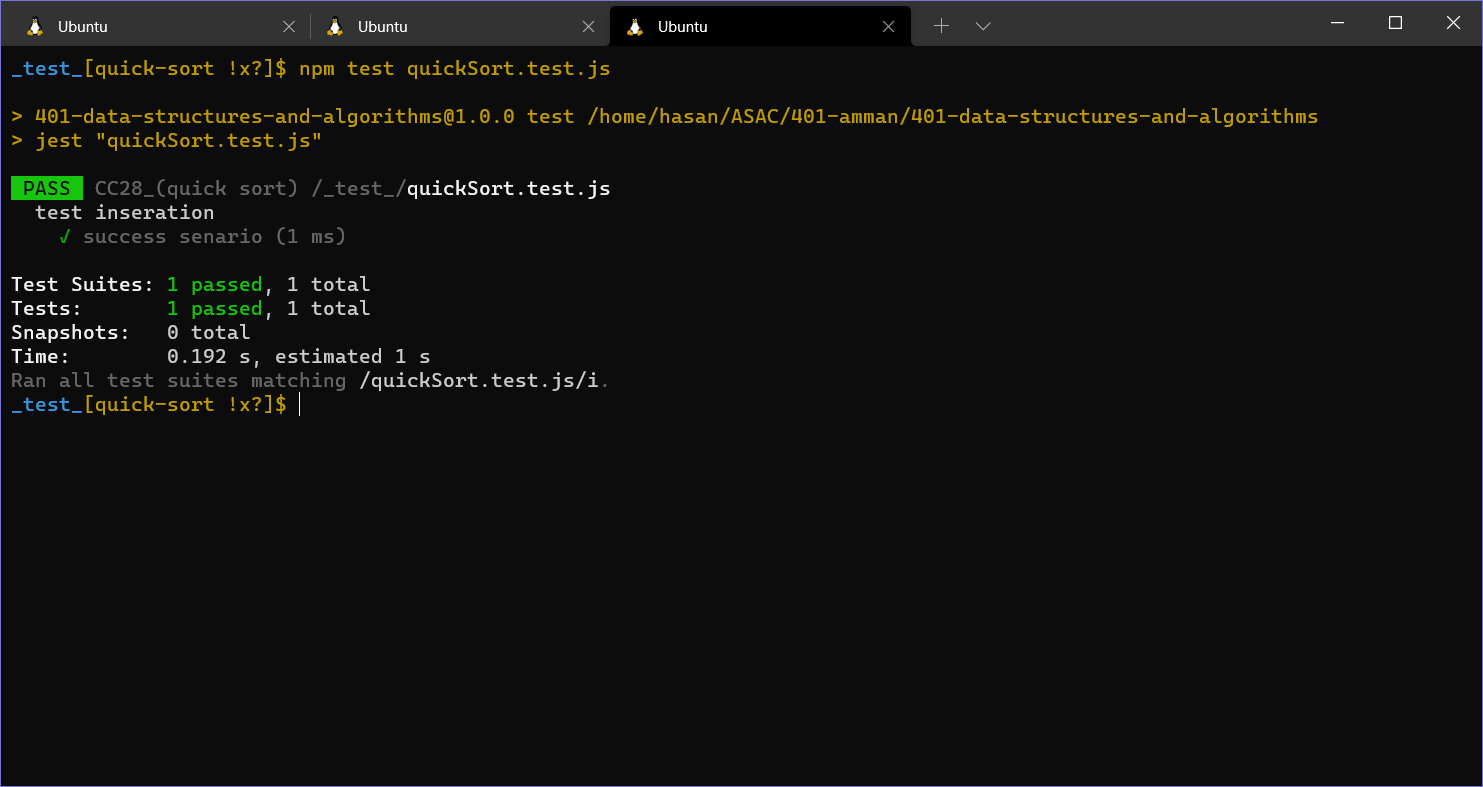 Ubuntu Ubuntu Ubuntu
_test_[quick-sort !x?]$ npm test quickSort.test.js
> 401-data-structures-and-algorithms@1.0.0 test /home/hasan/ASAC/401-amman/401-data-structures-and-algorithms
> jest "quickSort.test.js"
PASS CC28_(quick sort) /_test_/quickSort.test.js
test inseration
√ success senario (1 ms)
Test Suites: 1 passed, 1 total
Tests: 1 passed, 1 total
Snapshots: 0 total
Time: 0.192 s, estimated 1 s
Ran all test suites matching /quickSort.test.js/i.
_test_[quick-sort !x?]$